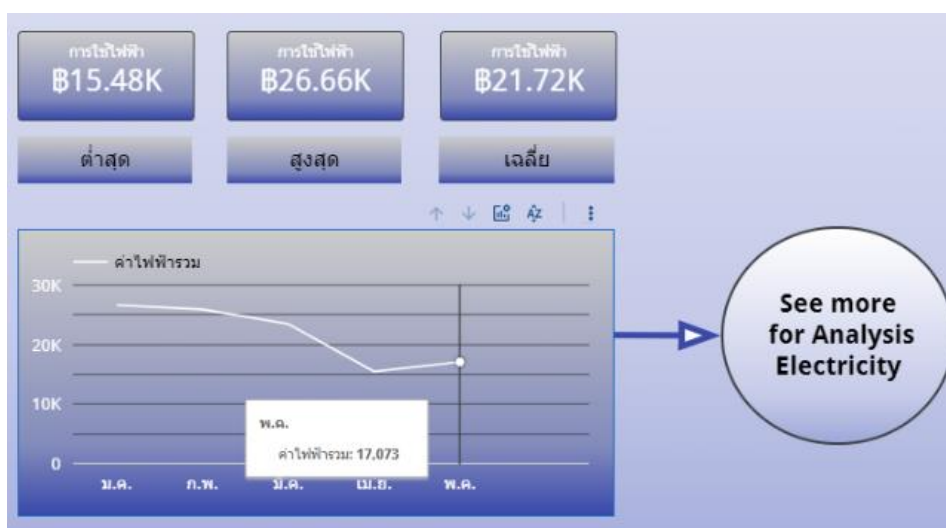 การใช้ไฟฟ้า
฿15.48K
การใช้ไฟฟ้า
฿26.66K
การใช้ไฟฟ้า
฿21.72K
ต่ำสุด
สูงสุด
เฉลี่ย
AZ
ค่าไฟฟ้ารวม
30K
20K
10K
0
พ.ค.
ค่าไฟฟ้ารวม: 17,073
ม.ค. ก.พ. มี.ค. เม.ย. พ.ค.
See more
for Analysis
Electricity